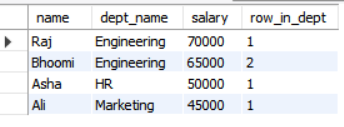 name dept_name salary row_in_dept
Raj Engineering 70000 1
Bhoomi Engineering 65000 2
Asha HR 50000 1
Ali Marketing 45000 1